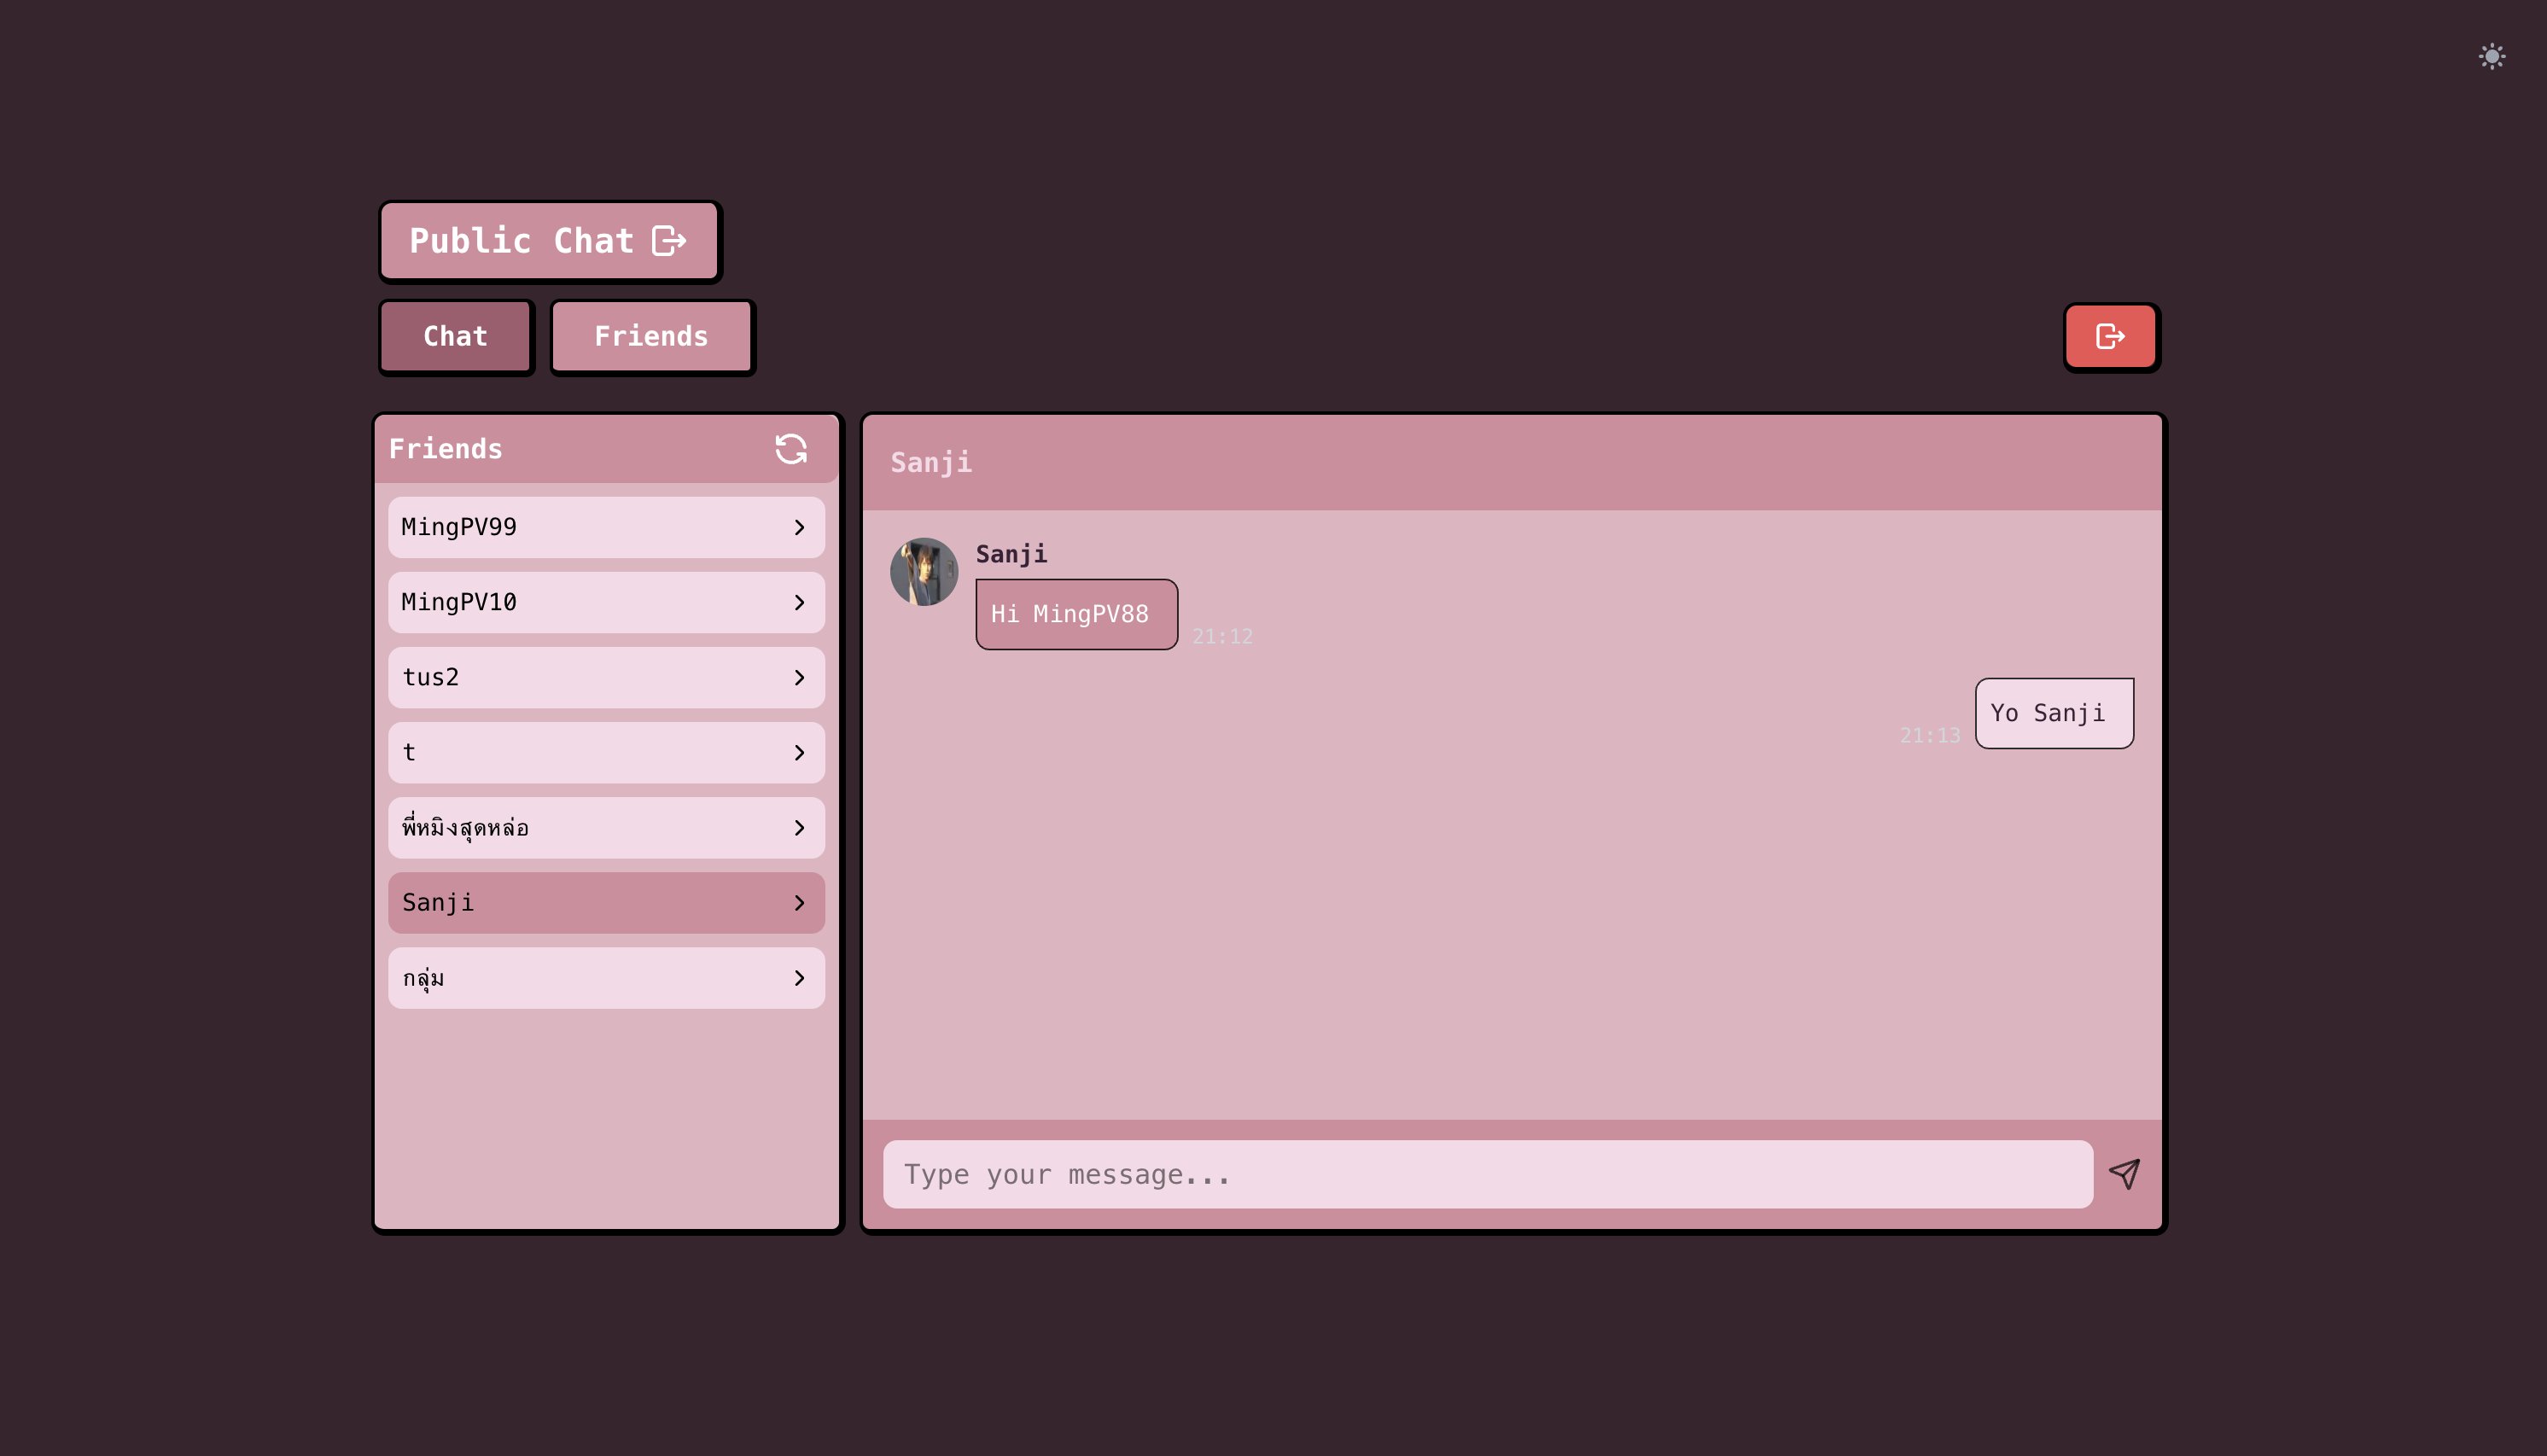 Public Chat
Chat
Friends
Friends
MingPV99
MingPV10
tus2
t
พี่หมิงสุดหล่อ
Sanji
กลุ่ม
Sanji
Sanji
Hi MingPV88
21:12
Yo Sanji
21:13
Type your message...